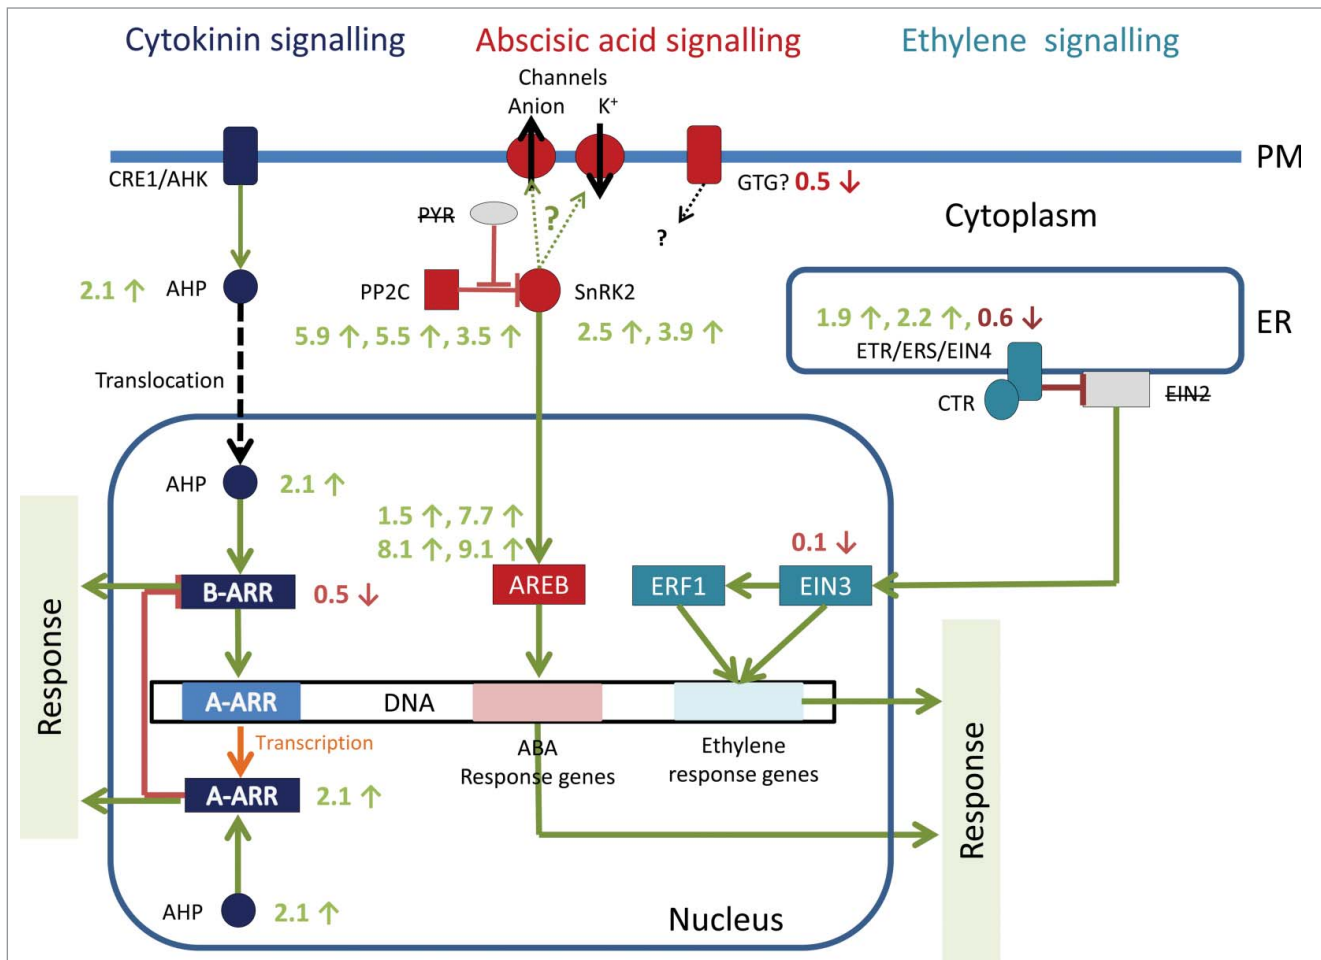 Cytokinin signalling
Abscisic acid signalling
Ethylene signalling
Channels
Anion K⁺
PM
CRE1/AHK
GTG? 0.5 ↓
PYR
?
?
Cytoplasm
2.1 ↑ AHP
PP2C
SnRK2
5.9 ↑, 5.5 ↑, 3.5 ↑
2.5 ↑, 3.9 ↑
1.9 ↑, 2.2 ↑, 0.6 ↓
ER
ETR/ERS/EIN4
CTR
EIN2
Translocation
AHP 2.1 ↑
1.5 ↑, 7.7 ↑
8.1 ↑, 9.1 ↑
0.1 ↓
B-ARR 0.5 ↓
AREB
ERF1
EIN3
Response
A-ARR
DNA
Transcription
ABA
Response genes
Ethylene
response genes
A-ARR 2.1 ↑
Response
AHP 2.1 ↑
Nucleus